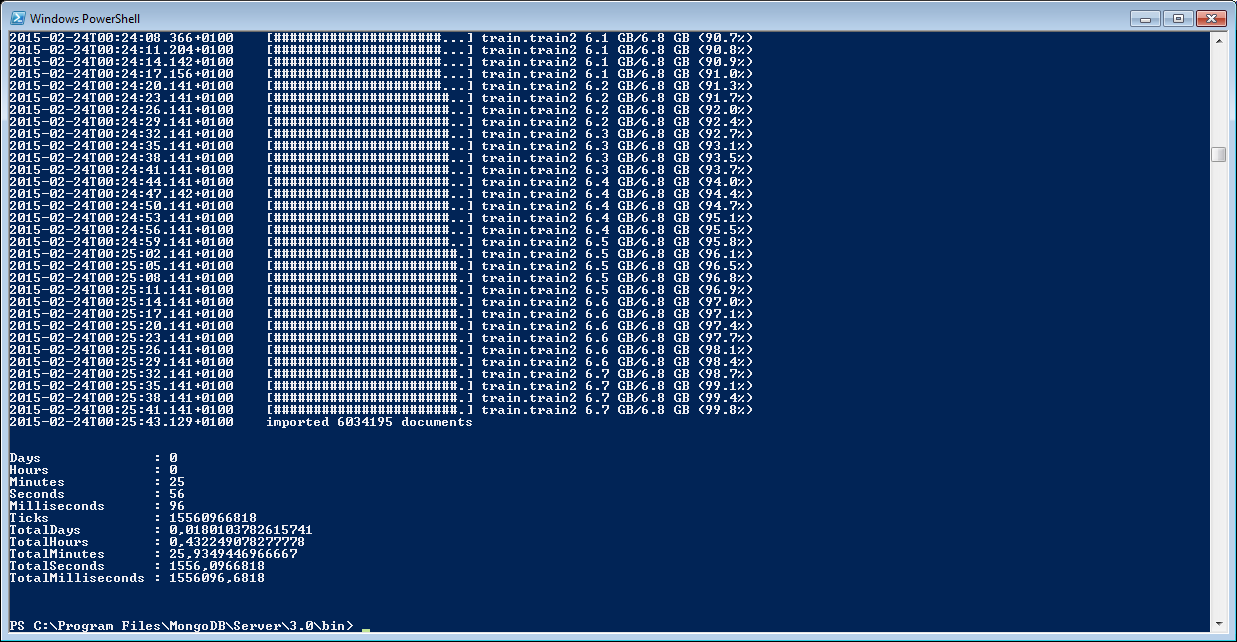 Windows PowerShell
2015-02-24T00:24:08.366+0100    [#####################...] train.train2 6.1 GB/6.8 GB (90.7%)
2015-02-24T00:24:11.204+0100    [#####################...] train.train2 6.1 GB/6.8 GB (90.8%)
2015-02-24T00:24:14.142+0100    [#####################...] train.train2 6.1 GB/6.8 GB (90.9%)
2015-02-24T00:24:17.156+0100    [#####################...] train.train2 6.1 GB/6.8 GB (91.0%)
2015-02-24T00:24:20.141+0100    [#####################...] train.train2 6.2 GB/6.8 GB (91.3%)
2015-02-24T00:24:23.141+0100    [######################..] train.train2 6.2 GB/6.8 GB (91.7%)
2015-02-24T00:24:26.141+0100    [######################..] train.train2 6.2 GB/6.8 GB (92.0%)
2015-02-24T00:24:29.141+0100    [######################..] train.train2 6.2 GB/6.8 GB (92.4%)
2015-02-24T00:24:32.141+0100    [######################..] train.train2 6.3 GB/6.8 GB (92.7%)
2015-02-24T00:24:35.141+0100    [######################..] train.train2 6.3 GB/6.8 GB (93.1%)
2015-02-24T00:24:38.141+0100    [######################..] train.train2 6.3 GB/6.8 GB (93.5%)
2015-02-24T00:24:41.141+0100    [######################..] train.train2 6.3 GB/6.8 GB (93.7%)
2015-02-24T00:24:44.141+0100    [######################..] train.train2 6.4 GB/6.8 GB (94.0%)
2015-02-24T00:24:47.142+0100    [######################..] train.train2 6.4 GB/6.8 GB (94.4%)
2015-02-24T00:24:50.141+0100    [######################..] train.train2 6.4 GB/6.8 GB (94.7%)
2015-02-24T00:24:53.141+0100    [######################..] train.train2 6.4 GB/6.8 GB (95.1%)
2015-02-24T00:24:56.141+0100    [######################..] train.train2 6.4 GB/6.8 GB (95.5%)
2015-02-24T00:24:59.141+0100    [######################..] train.train2 6.5 GB/6.8 GB (95.8%)
2015-02-24T00:25:02.141+0100    [#######################.] train.train2 6.5 GB/6.8 GB (96.1%)
2015-02-24T00:25:05.141+0100    [#######################.] train.train2 6.5 GB/6.8 GB (96.5%)
2015-02-24T00:25:08.141+0100    [#######################.] train.train2 6.5 GB/6.8 GB (96.8%)
2015-02-24T00:25:11.141+0100    [#######################.] train.train2 6.5 GB/6.8 GB (96.9%)
2015-02-24T00:25:14.141+0100    [#######################.] train.train2 6.6 GB/6.8 GB (97.0%)
2015-02-24T00:25:17.141+0100    [#######################.] train.train2 6.6 GB/6.8 GB (97.1%)
2015-02-24T00:25:20.141+0100    [#######################.] train.train2 6.6 GB/6.8 GB (97.4%)
2015-02-24T00:25:23.141+0100    [#######################.] train.train2 6.6 GB/6.8 GB (97.7%)
2015-02-24T00:25:26.141+0100    [#######################.] train.train2 6.6 GB/6.8 GB (98.1%)
2015-02-24T00:25:29.141+0100    [#######################.] train.train2 6.6 GB/6.8 GB (98.4%)
2015-02-24T00:25:32.141+0100    [#######################.] train.train2 6.7 GB/6.8 GB (98.7%)
2015-02-24T00:25:35.141+0100    [#######################.] train.train2 6.7 GB/6.8 GB (99.1%)
2015-02-24T00:25:38.141+0100    [#######################.] train.train2 6.7 GB/6.8 GB (99.4%)
2015-02-24T00:25:41.141+0100    [#######################.] train.train2 6.7 GB/6.8 GB (99.8%)
2015-02-24T00:25:43.129+0100    imported 6034195 documents
Days              : 0
Hours             : 0
Minutes           : 25
Seconds           : 56
Milliseconds      : 96
Ticks             : 15560966818
TotalDays         : 0,0180103782615741
TotalHours        : 0,432249078277778
TotalMinutes      : 25,9349446966667
TotalSeconds      : 1556,0966818
TotalMilliseconds : 1556096,6818
PS C:\Program Files\MongoDB\Server\3.0\bin> _